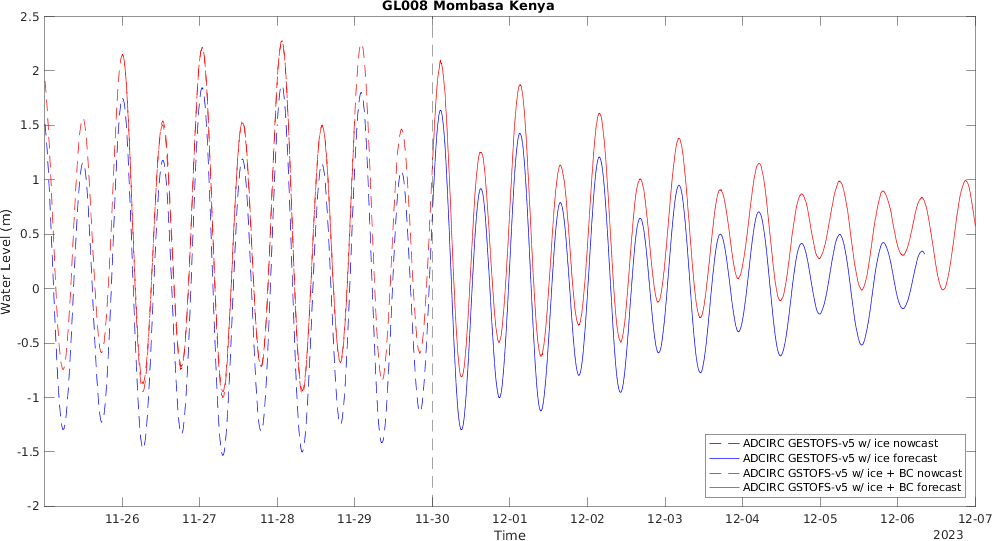 GL008 Mombasa Kenya
2.5
2
1.5
1
0.5
0
-0.5
-1
-1.5
-2
Water Level (m)
ADCIRC GESTOFS-v5 w/ ice nowcast
ADCIRC GESTOFS-v5 w/ ice forecast
ADCIRC GSTOFS-v5 w/ ice + BC nowcast
ADCIRC GSTOFS-v5 w/ ice + BC forecast
11-26 11-27 11-28 11-29 11-30 12-01 12-02 12-03 12-04 12-05 12-06 12-07
Time
2023